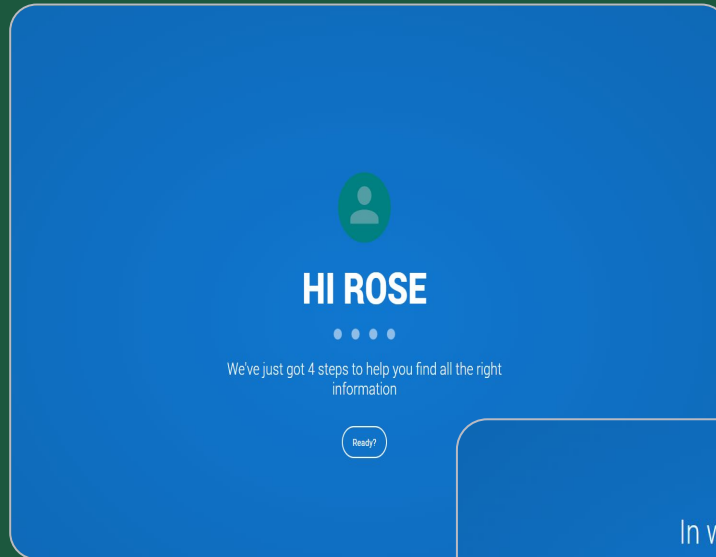 HI ROSE
We've just got 4 steps to help you find all the right
information
Ready?
In